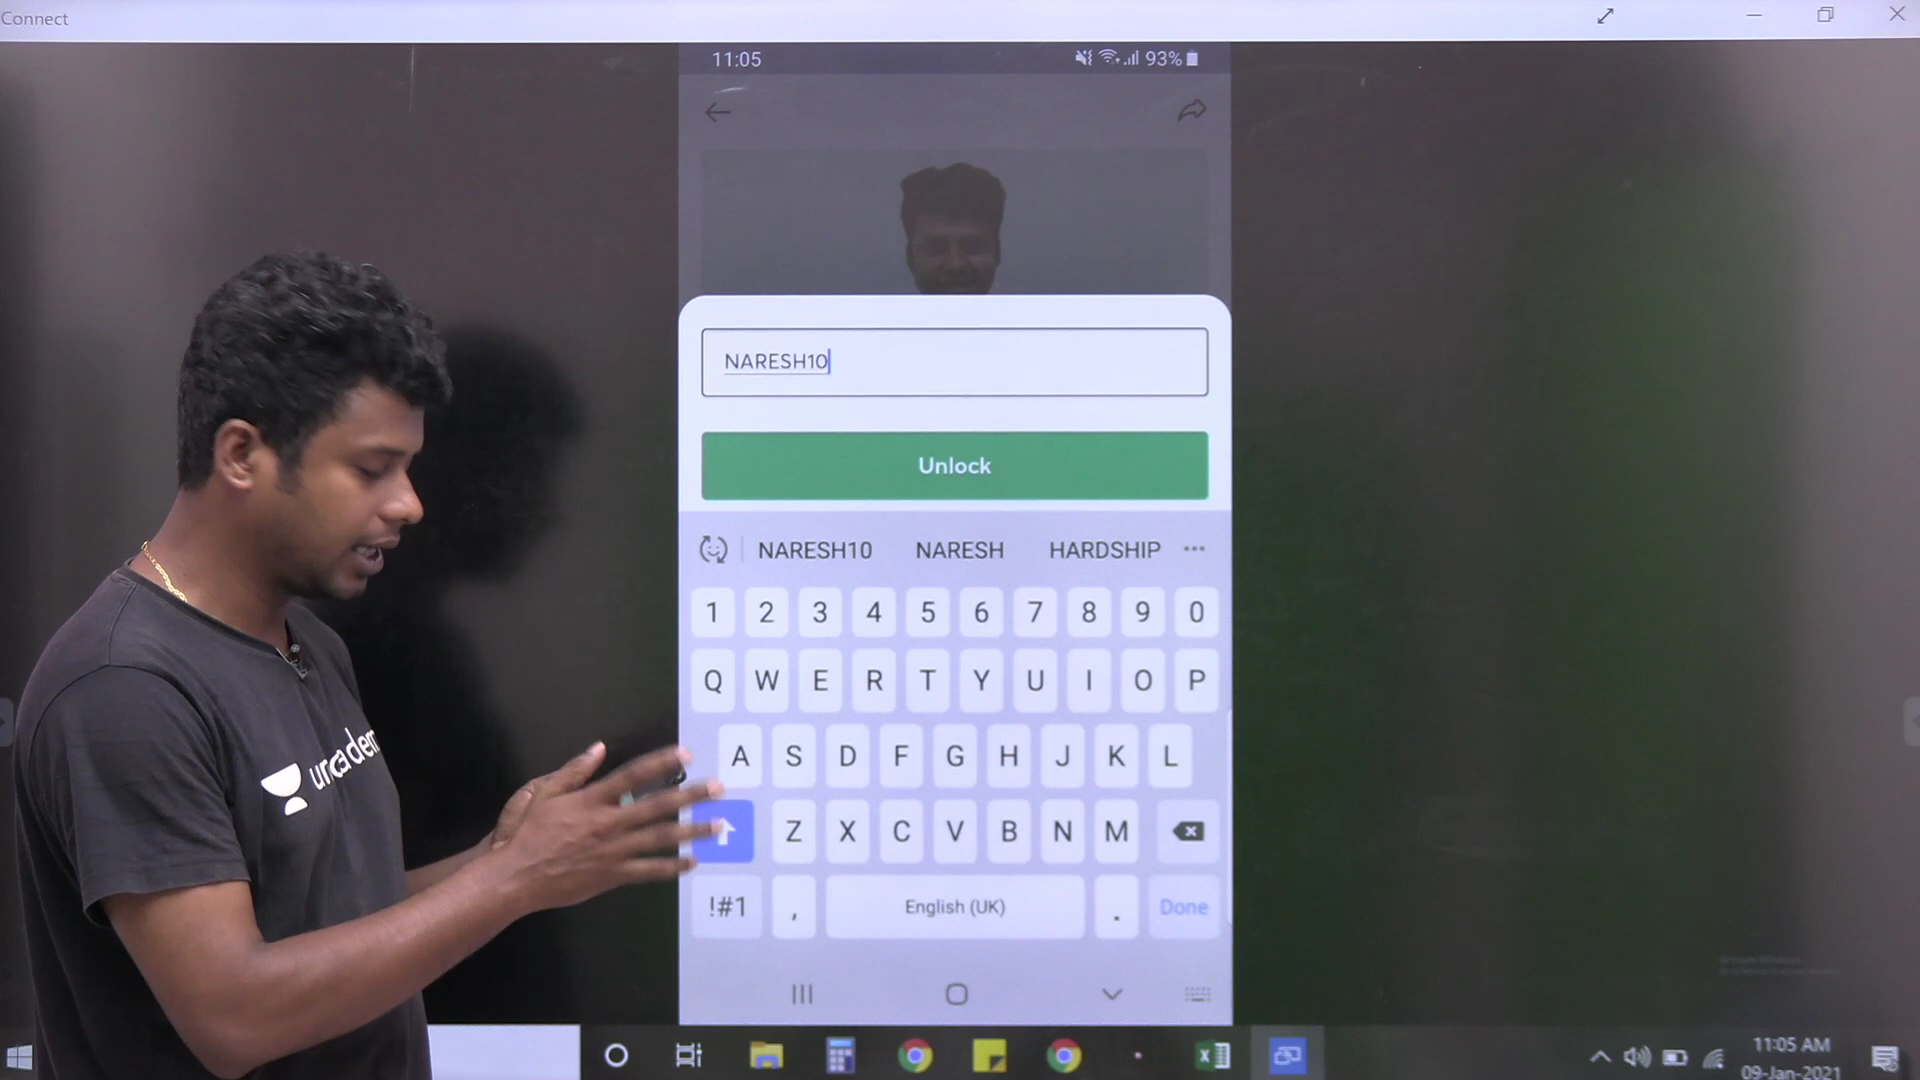 Connect
11:05
93%
NARESH10
Unlock
NARESH10 NARESH HARDSHIP
1 2 3 4 5 6 7 8 9 0
Q W E R T Y U I O P
A S D F G H J K L
Z X C V B N M
!#1 , English (UK) . Done
11:05 AM
09-Jan-2021